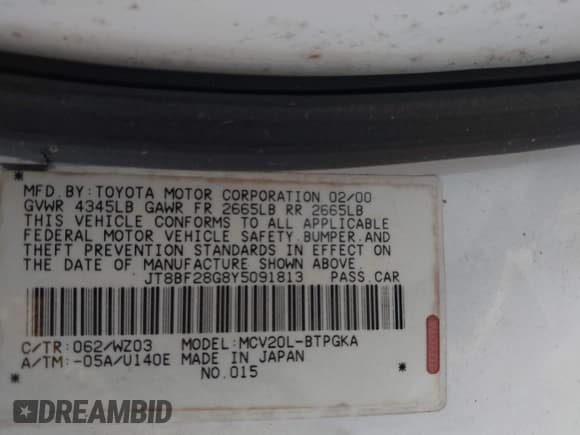 MFD.BY:TOYOTA MOTOR CORPORATION 02/00
GVWR 4345LB GAWR FR 2665LB RR 2665LB
THIS VEHICLE CONFORMS TO ALL APPLICABLE
FEDERAL MOTOR VEHICLE SAFETY,BUMPER,AND
THEFT PREVENTION STANDARDS IN EFFECT ON
THE DATE OF MANUFACTURE SHOWN ABOVE.
JT8BF28G8Y5091813 PASS.CAR
C/TR:062/WZ03 MODEL:MCV20L-BTPGKA
A/TM:-05A/U140E MADE IN JAPAN
NO.015
DREAMBID